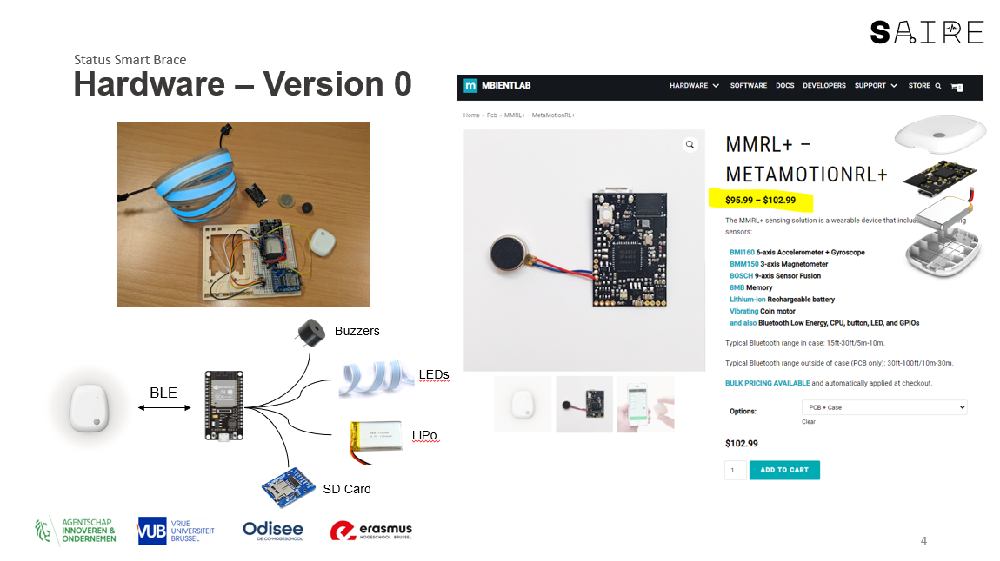 SAIRE
Status Smart Brace
Hardware – Version 0
m MBIENTLAB
HARDWARE SOFTWARE DOCS DEVELOPERS SUPPORT STORE
Home » Pcb » MMRL+ – MetaMotionRL+
MMRL+ –
METAMOTIONRL+
$95.99 – $102.99
The MMRL+ sensing solution is a wearable device that
sensors:
BMI160 6-axis Accelerometer + Gyroscope
BMM150 3-axis Magnetometer
BOSCH 9-axis Sensor Fusion
8MB Memory
Lithium-ion Rechargeable battery
Vibrating Coin motor
and also Bluetooth Low Energy, CPU, button, LED, and GPIOs
Typical Bluetooth range in case: 15ft-30ft/5m-10m.
Typical Bluetooth range outside of case (PCB only): 30ft-100ft/10m-30m.
BULK PRICING AVAILABLE and automatically applied at checkout.
Options:
PCB + Case
Clear
$102.99
1
ADD TO CART
Buzzers
LEDs
BLE
LiPo
SD Card
AGENTSCHAP
INNOVEREN &
ONDERNEMEN
VUB
VRIJE
UNIVERSITEIT
BRUSSEL
Odisee
DE CO-HOGESCHOOL
erasmus
HOGESCHOOL BRUSSEL
4